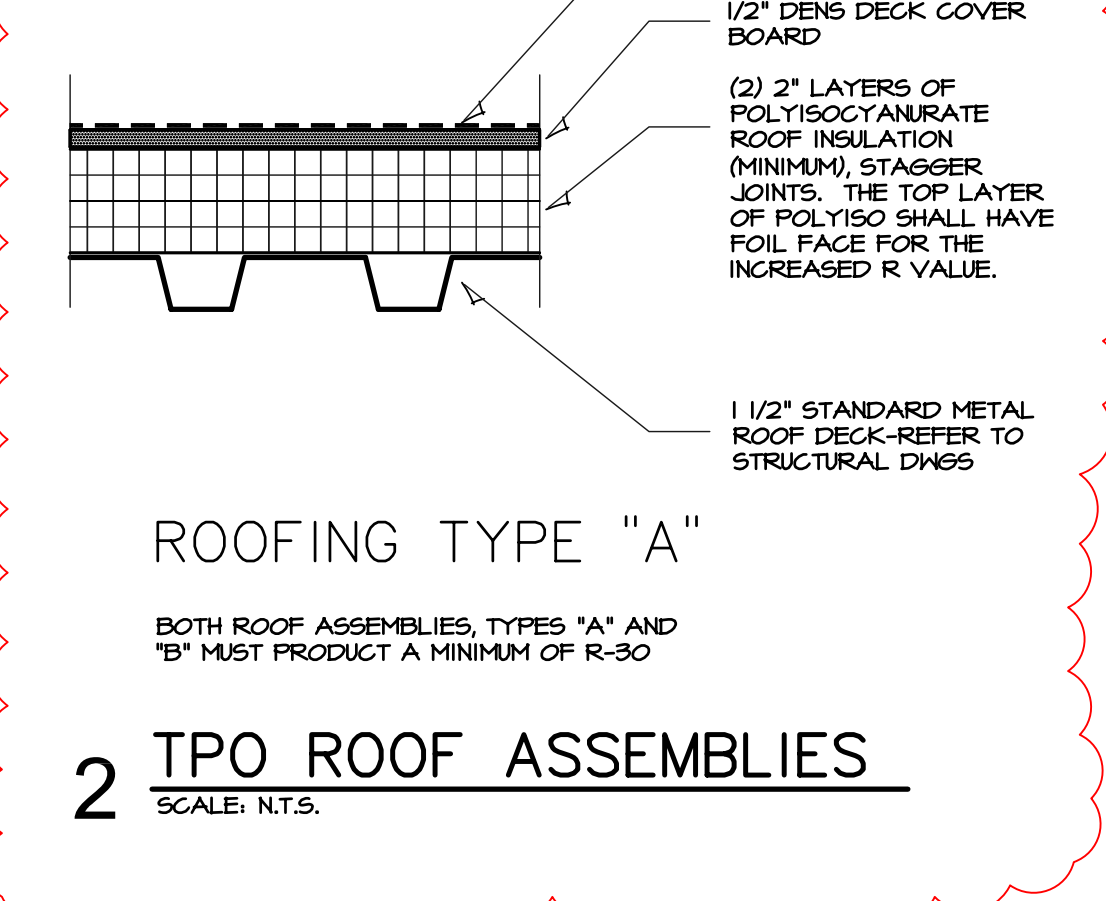 1/2" DENS DECK COVER
BOARD
(2) 2" LAYERS OF
POLYISOCYANURATE
ROOF INSULATION
(MINIMUM), STAGGER
JOINTS. THE TOP LAYER
OF POLYISO SHALL HAVE
FOIL FACE FOR THE
INCREASED R VALUE.
1 1/2" STANDARD METAL
ROOF DECK-REFER TO
STRUCTURAL DWGS
ROOFING TYPE "A"
BOTH ROOF ASSEMBLIES, TYPES "A" AND
"B" MUST PRODUCT A MINIMUM OF R-30
2 TPO ROOF ASSEMBLIES
SCALE: N.T.S.